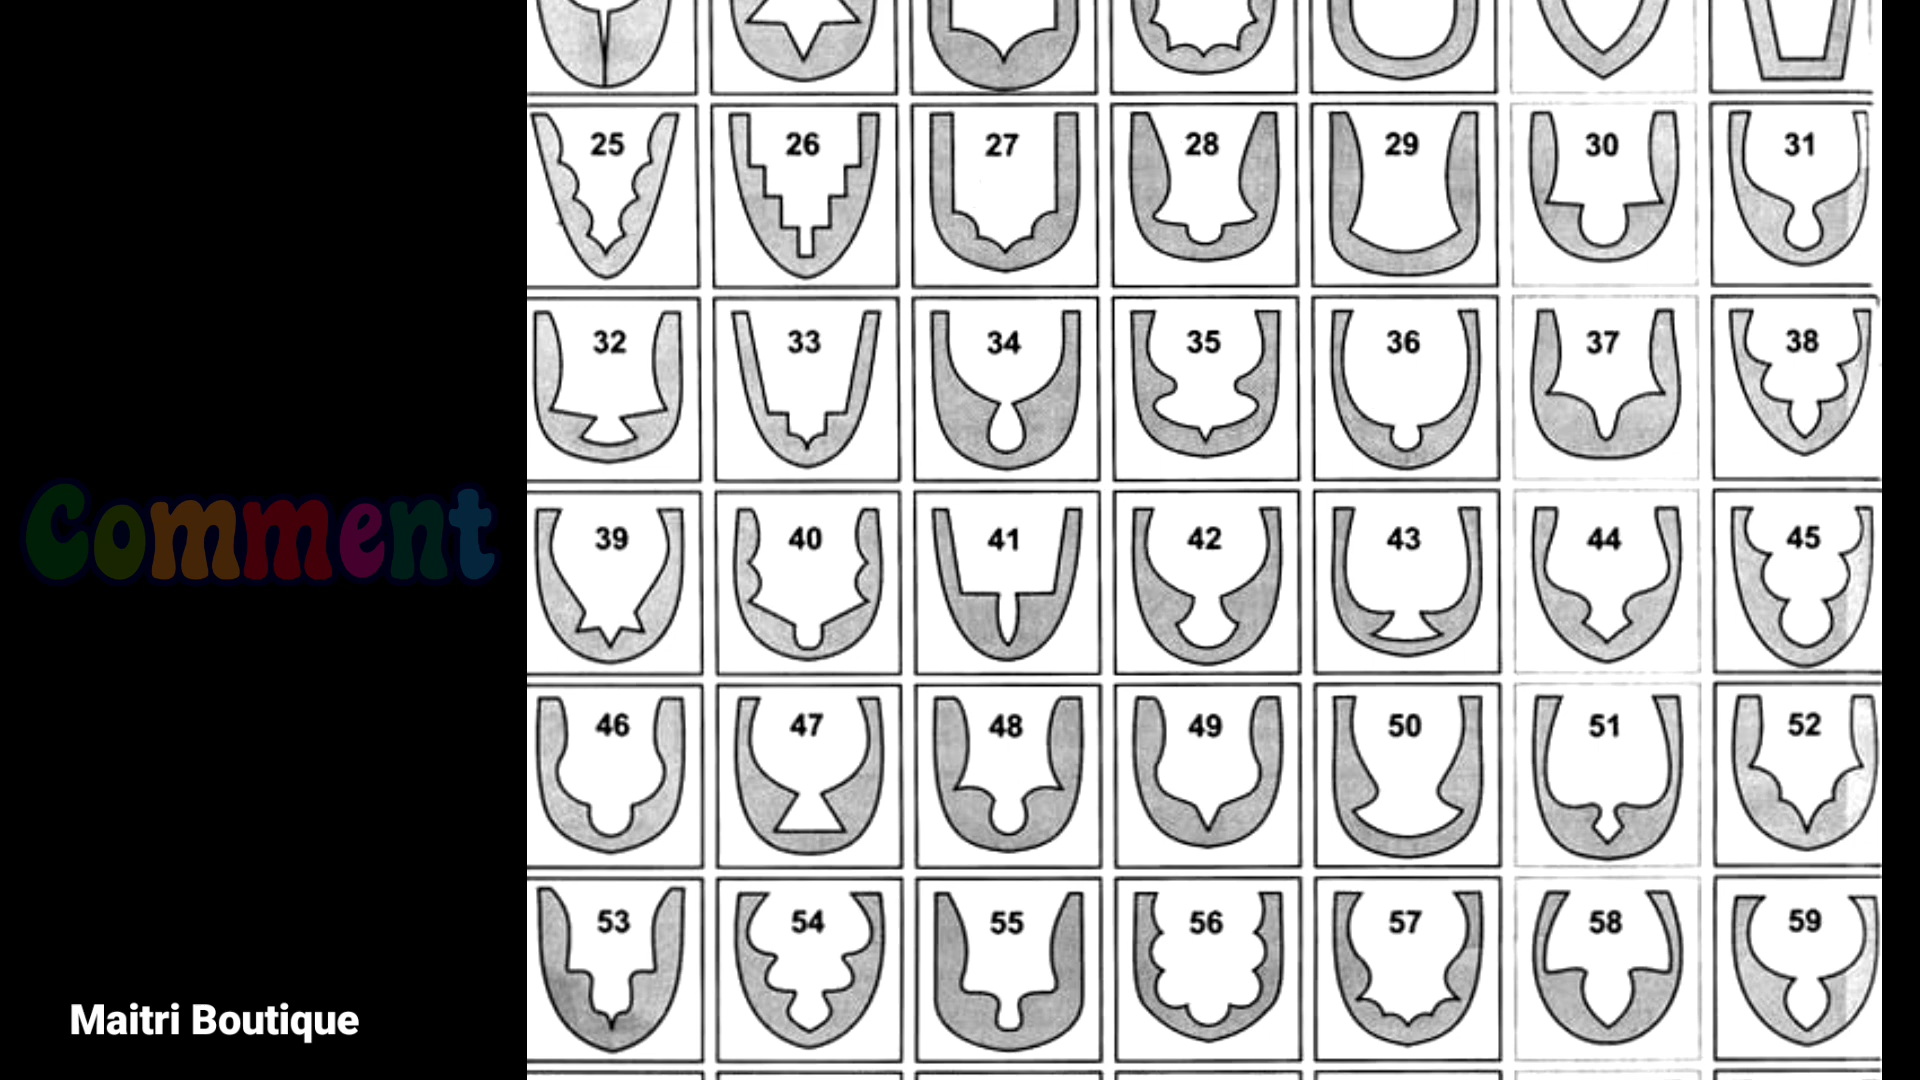 25 26 27 28 29 30 31
32 33 34 35 36 37 38
Comment
39 40 41 42 43 44 45
46 47 48 49 50 51 52
53 54 55 56 57 58 59
Maitri Boutique